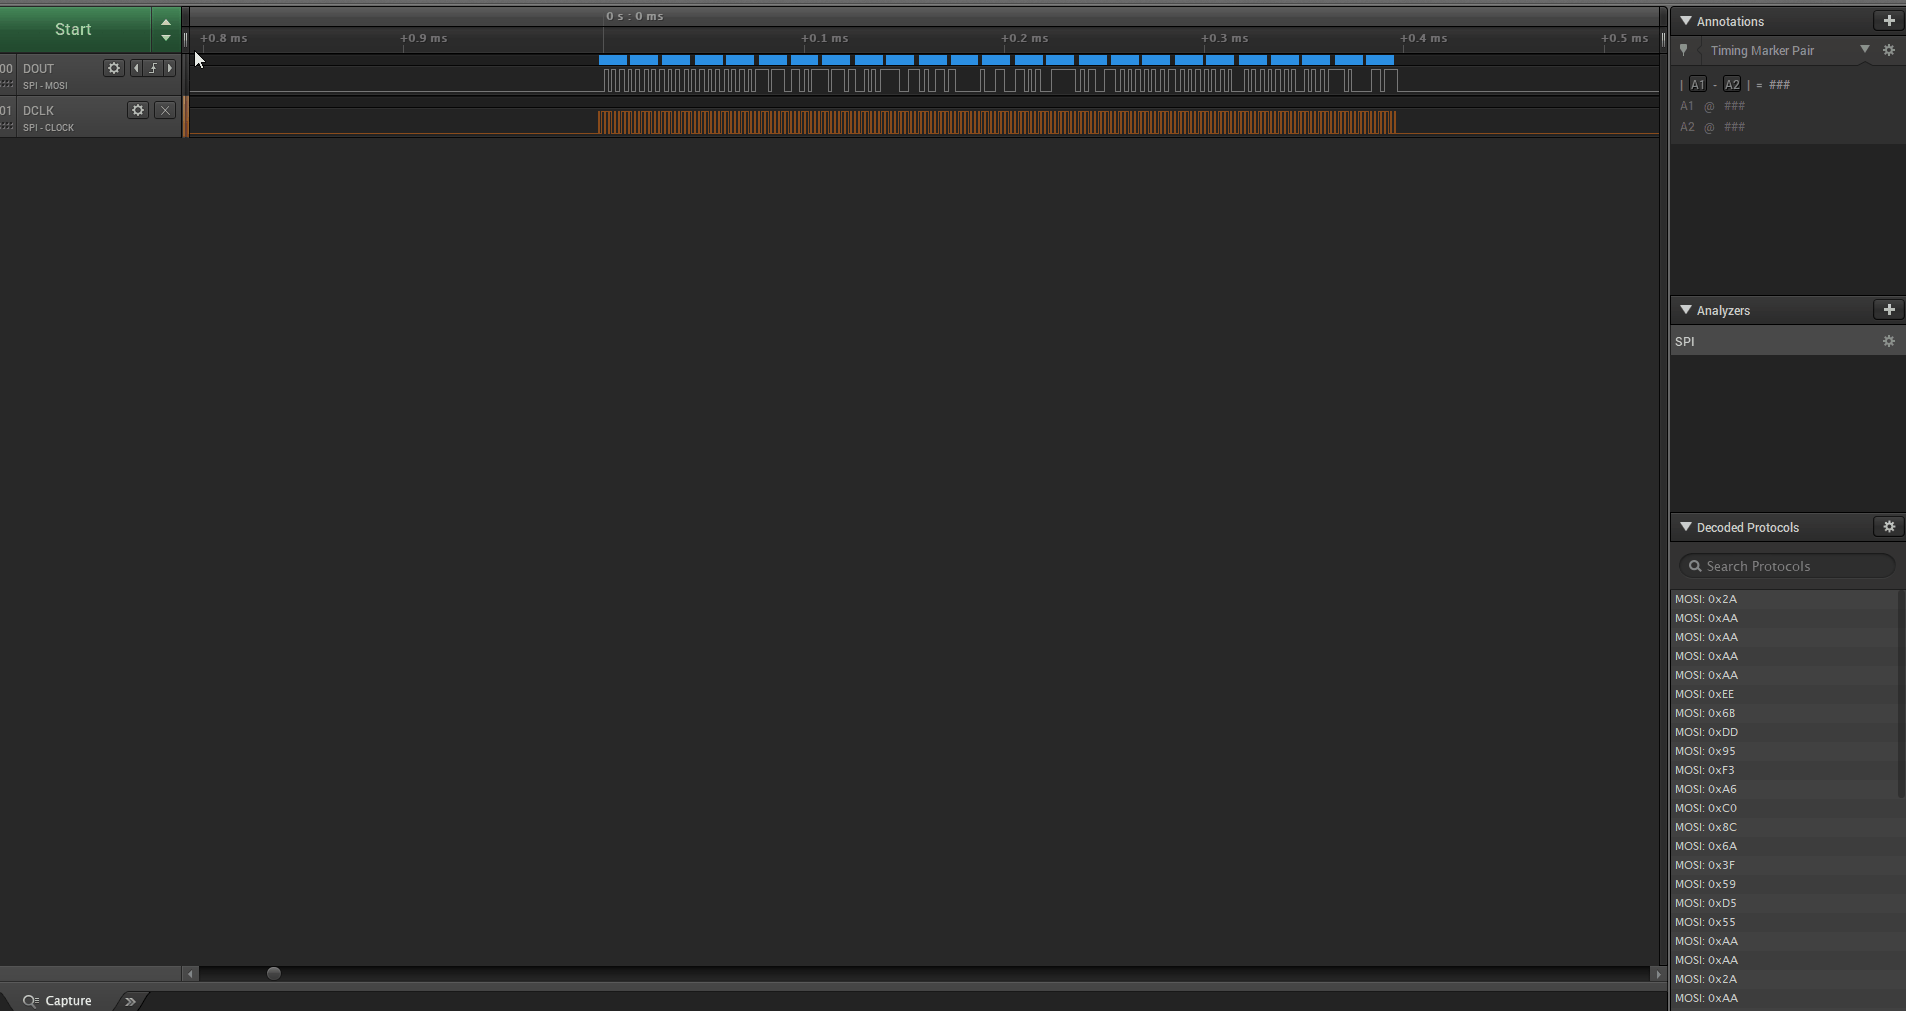 Start
0 s : 0 ms
+0.8 ms +0.9 ms +0.1 ms +0.2 ms +0.3 ms +0.4 ms +0.5 ms
00 DOUT
SPI - MOSI
01 DCLK
SPI - CLOCK
Capture
Annotations
Timing Marker Pair
| A1 - A2 | = ###
A1 @ ###
A2 @ ###
Analyzers
SPI
Decoded Protocols
Search Protocols
MOSI: 0x2A
MOSI: 0xAA
MOSI: 0xAA
MOSI: 0xAA
MOSI: 0xAA
MOSI: 0xEE
MOSI: 0x6B
MOSI: 0xDD
MOSI: 0x95
MOSI: 0xF3
MOSI: 0xA6
MOSI: 0xC0
MOSI: 0x8C
MOSI: 0x6A
MOSI: 0x3F
MOSI: 0x59
MOSI: 0xD5
MOSI: 0x55
MOSI: 0xAA
MOSI: 0xAA
MOSI: 0x2A
MOSI: 0xAA